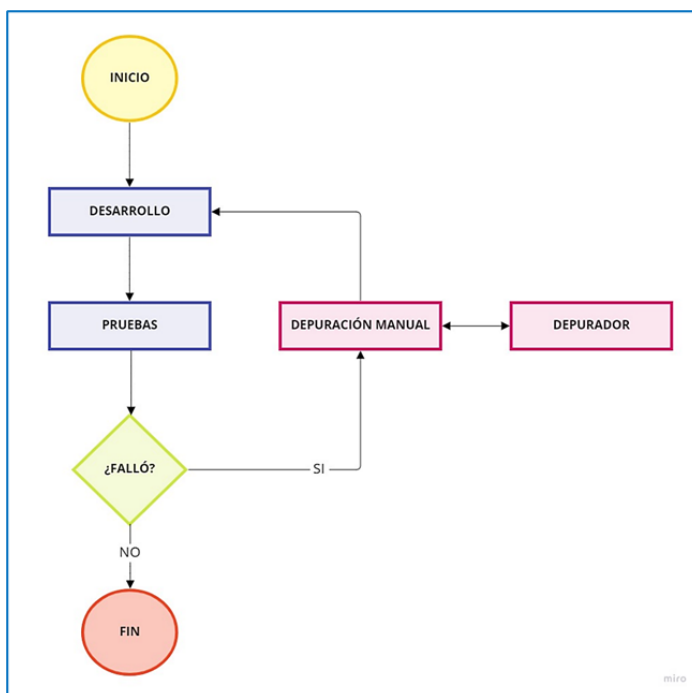 INICIO
DESARROLLO
PRUEBAS
DEPURACIÓN MANUAL
DEPURADOR
¿FALLÓ?
SI
NO
FIN
miro